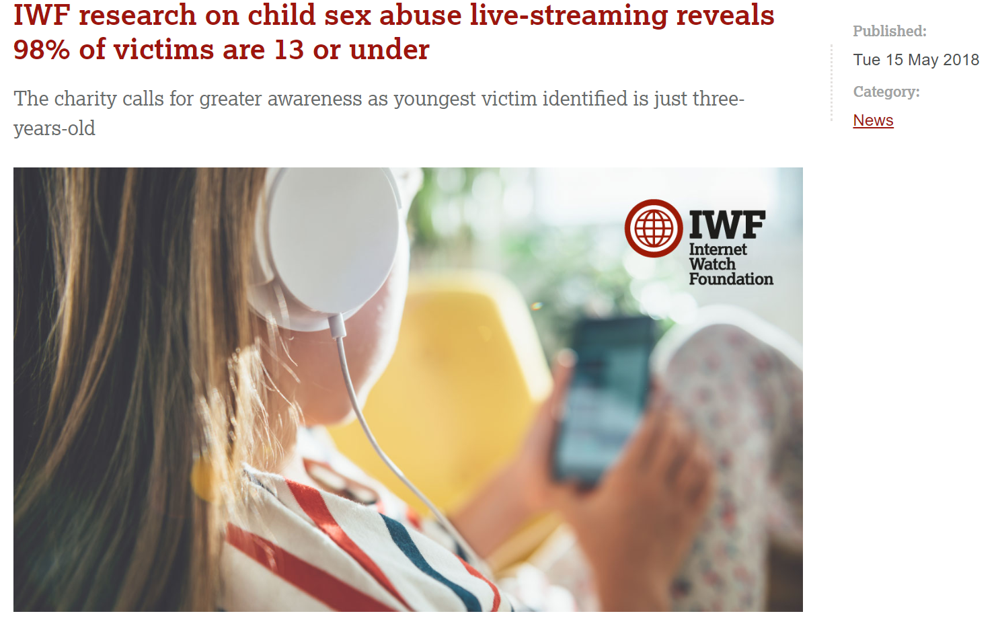 IWF research on child sex abuse live-streaming reveals
98% of victims are 13 or under
The charity calls for greater awareness as youngest victim identified is just three-
years-old
Published:
Tue 15 May 2018
Category:
News
IWF
Internet
Watch
Foundation